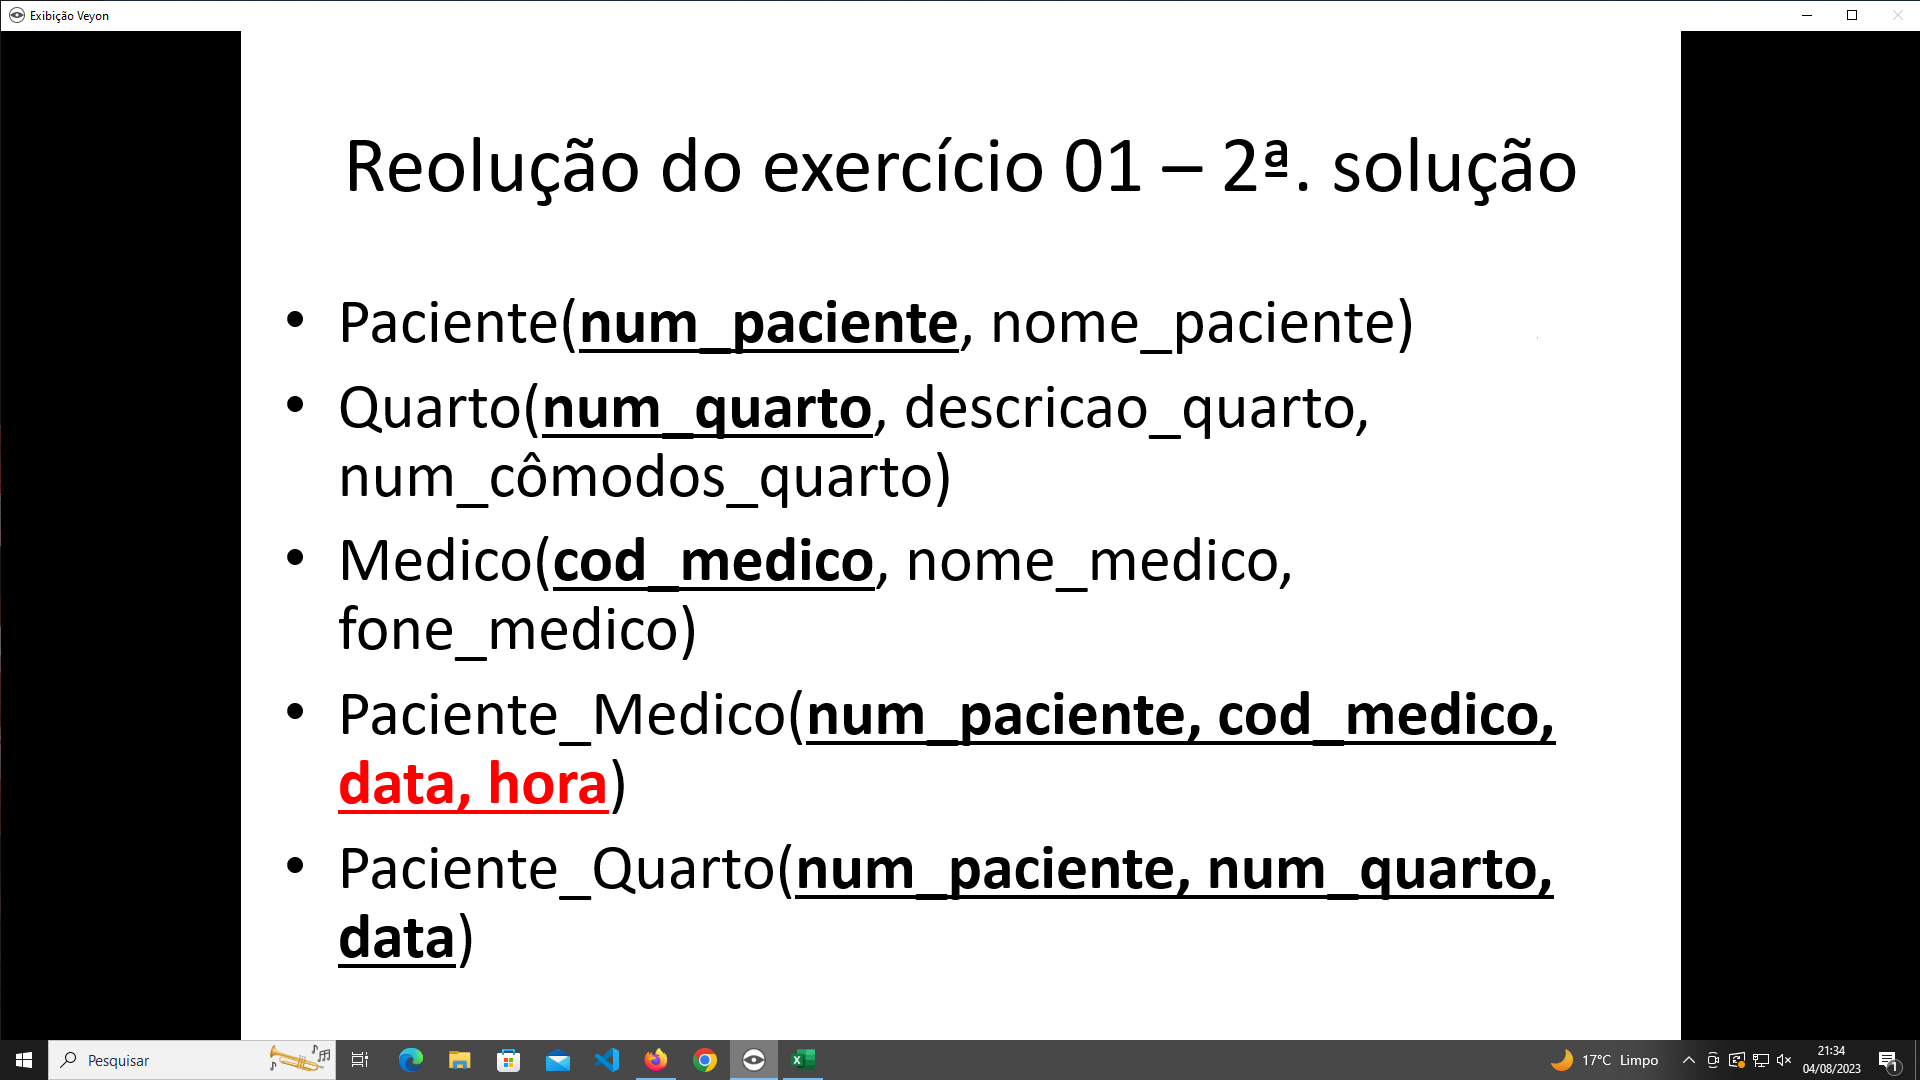 Exibição Veyon
Reolução do exercício 01 – 2ª. solução
• Paciente(num_paciente, nome_paciente)
• Quarto(num_quarto, descricao_quarto,
num_cômodos_quarto)
• Medico(cod_medico, nome_medico,
fone_medico)
• Paciente_Medico(num_paciente, cod_medico,
data, hora)
• Paciente_Quarto(num_paciente, num_quarto,
data)
Pesquisar
17°C Limpo
21:34
04/08/2023
1